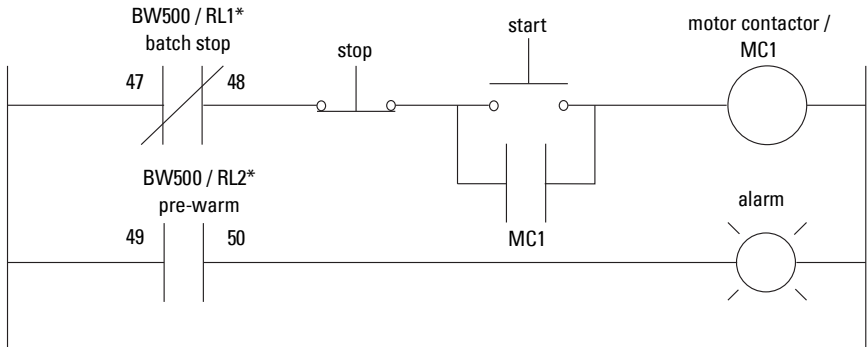 BW500 / RL1*
batch stop
47
48
stop
start
motor contactor /
MC1
MC1
BW500 / RL2*
pre-warm
49
50
alarm